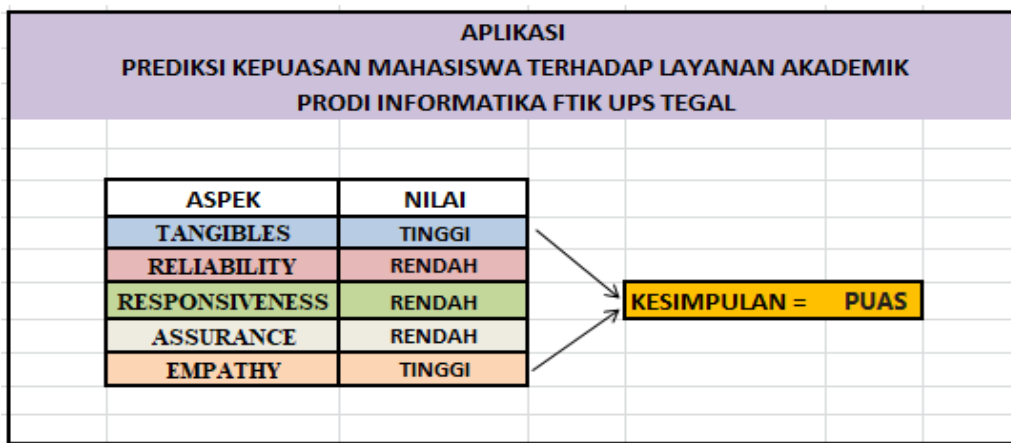 APLIKASI
PREDIKSI KEPUASAN MAHASISWA TERHADAP LAYANAN AKADEMIK
PRODI INFORMATIKA FTIK UPS TEGAL
ASPEK NILAI
TANGIBLES TINGGI
RELIABILITY RENDAH
RESPONSIVENESS RENDAH
KESIMPULAN = PUAS
ASSURANCE RENDAH
EMPATHY TINGGI